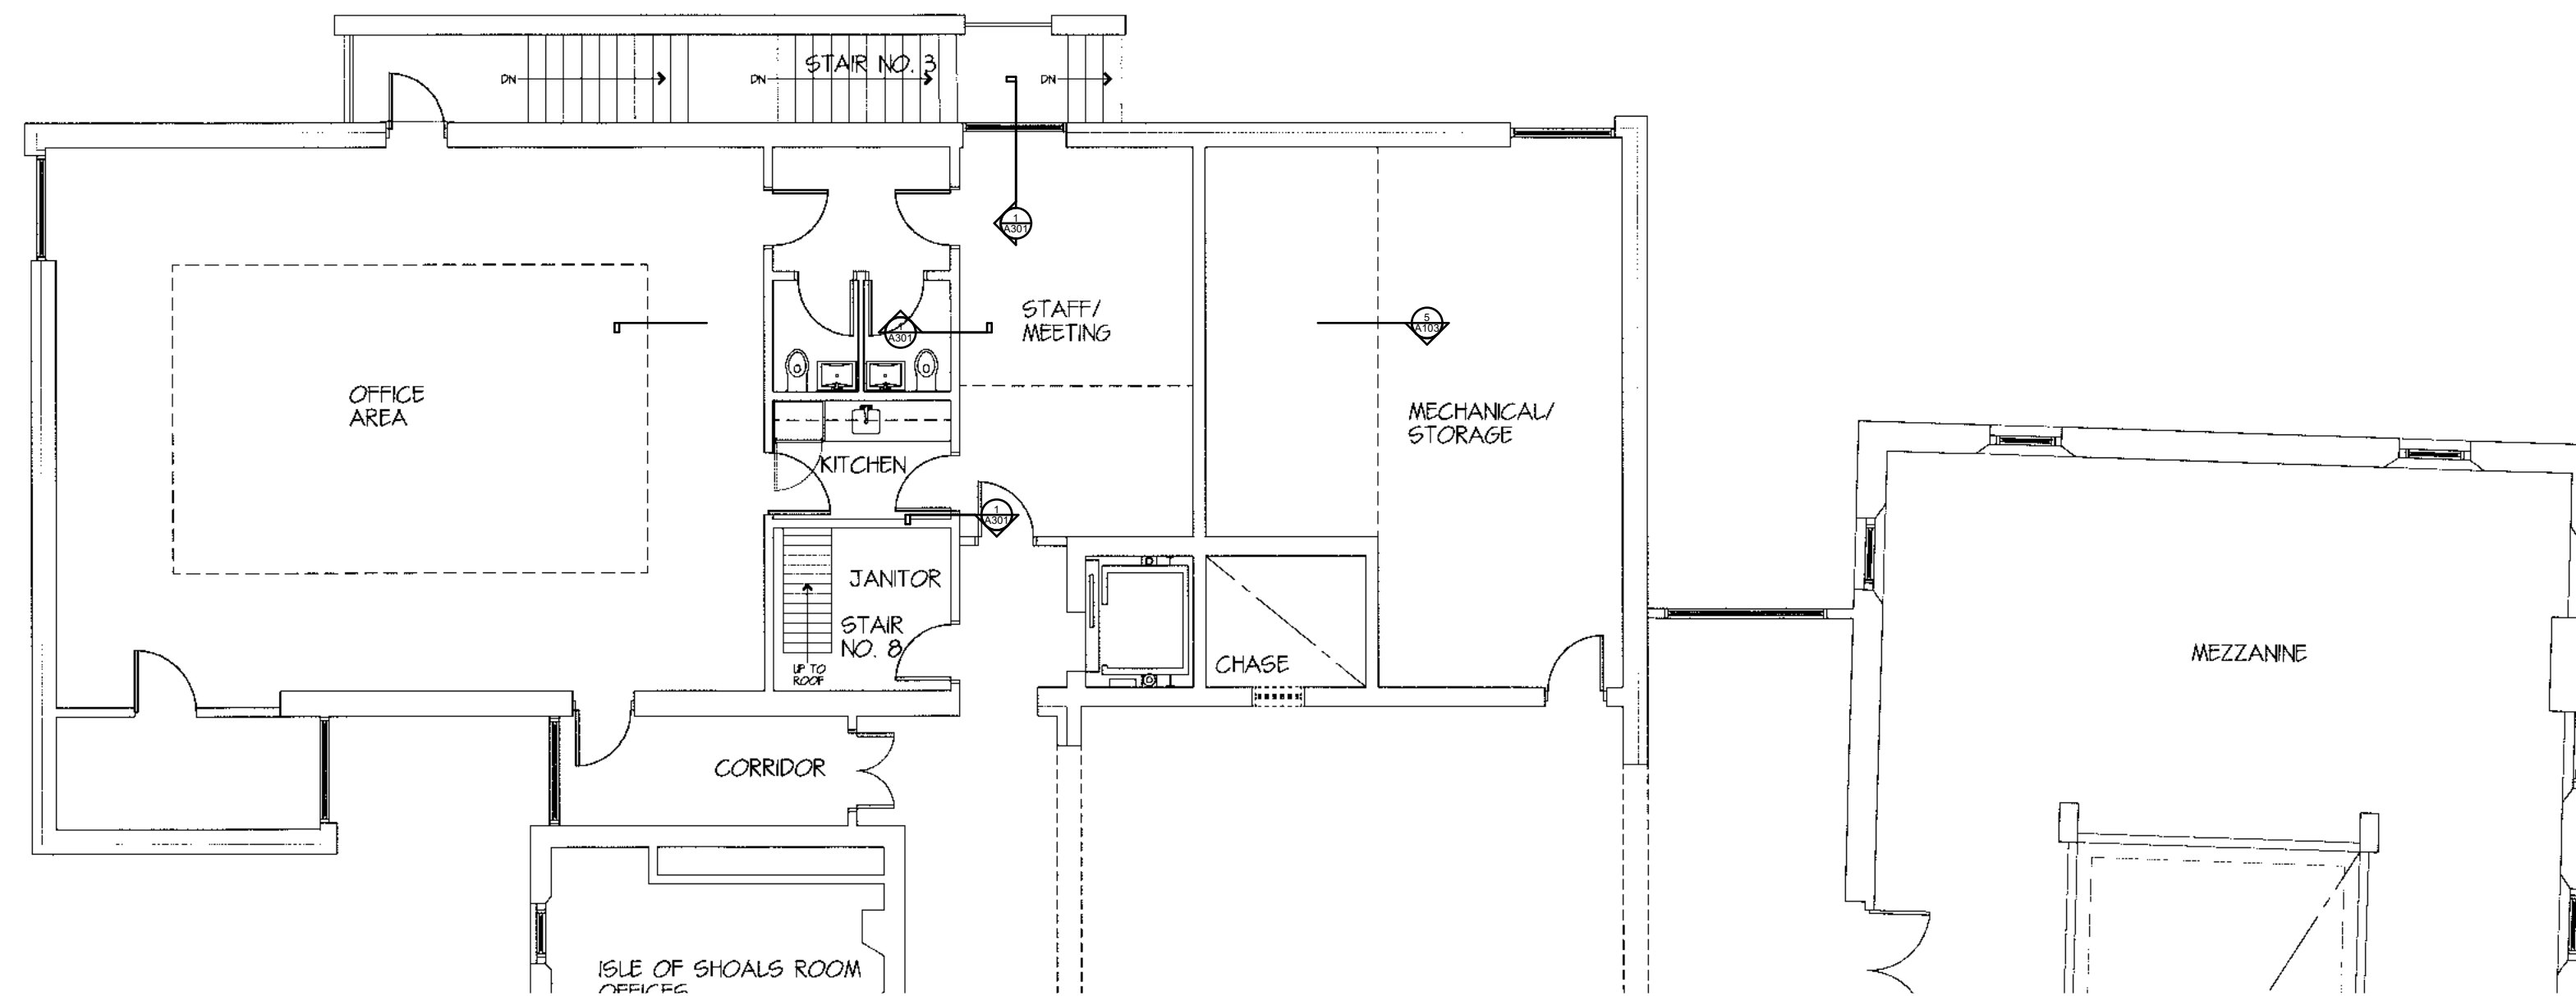 STAIR NO. 3
DN
DN
DN
1
A301
STAFF/
MEETING
1
A301
5
A103
OFFICE
AREA
MECHANICAL/
STORAGE
KITCHEN
1
A301
JANITOR
STAIR
NO. 8
UP TO
ROOF
CHASE
MEZZANINE
CORRIDOR
ISLE OF SHOALS ROOM
OFFICES